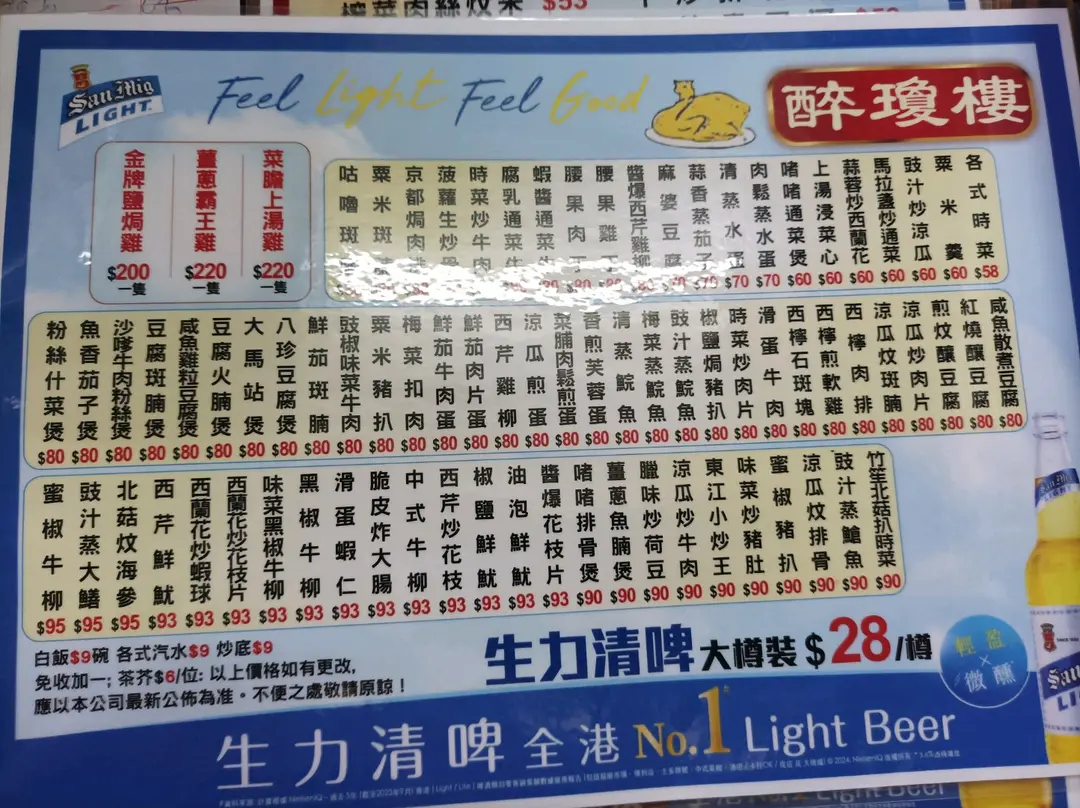 檸菜肉絲炆米 $53
San Mig
LIGHT
Feel Light Feel Good
醉瓊樓
菜膽上湯雞 $220 一隻
薑蔥霸王雞 $220 一隻
金牌鹽焗雞 $200 一隻
各式時菜 $58
粟米羹 $60
豉汁炒涼瓜 $60
馬拉盞炒通菜 $60
蒜蓉炒西蘭花 $60
上湯浸菜心 $60
啫啫通菜煲 $60
肉鬆蒸水蛋 $70
清蒸水蛋 $70
蒜香蒸茄子 $70
麻婆豆腐 $70
醬爆西芹雞柳 $80
腰果雞丁 $80
腰果肉丁 $80
蝦醬通菜牛
腐乳通菜牛
時菜炒牛肉
菠蘿生炒骨
京都焗肉排
粟米斑
咕嚕斑
咸魚散煮豆腐 $80
紅燒釀豆腐 $80
煎炆釀豆腐 $80
涼瓜炒肉片 $80
涼瓜炆斑腩 $80
西檸肉排 $80
西檸煎軟雞 $80
西檸石斑塊 $80
滑蛋牛肉 $80
時菜炒肉片 $80
椒鹽焗豬扒 $80
豉汁蒸鯇魚 $80
梅菜蒸鯇魚 $80
清蒸鯇魚 $80
香煎芙蓉蛋 $80
菜脯肉鬆煎蛋 $80
涼瓜煎蛋 $80
西芹雞柳 $80
鮮茄肉片蛋 $80
鮮茄牛肉蛋 $80
梅菜扣肉 $80
粟米豬扒 $80
豉椒味菜牛肉 $80
鮮茄斑腩 $80
八珍豆腐煲 $80
大馬站煲 $80
豆腐火腩煲 $80
咸魚雞粒豆腐煲 $80
豆腐斑腩煲 $80
沙嗲牛肉粉絲煲 $80
魚香茄子煲 $80
粉絲什菜煲 $80
竹笙北菇扒時菜 $90
豉汁蒸鎗魚 $90
涼瓜炆排骨 $90
蜜椒豬扒 $90
味菜炒豬肚 $90
東江小炒王 $90
涼瓜炒牛肉 $90
臘味炒荷豆 $90
薑蔥魚腩煲 $90
啫啫排骨煲 $90
醬爆花枝片 $93
油泡鮮魷 $93
椒鹽鮮魷 $93
西芹炒花枝 $93
中式牛柳 $93
脆皮炸大腸 $93
滑蛋蝦仁 $93
黑椒牛柳 $93
味菜黑椒牛柳 $93
西蘭花炒花枝片 $93
西蘭花炒蝦球 $93
西芹鮮魷 $93
北菇炆海參 $95
豉汁蒸大鱔 $95
蜜椒牛柳 $95
白飯$9碗 各式汽水$9 炒底$9
免收加一; 茶芥$6/位: 以上價格如有更改,
應以本公司最新公佈為准。不便之處敬請原諒!
生力清啤 大樽裝 $28/樽
輕盈
×
微醺
生力清啤 全港 No.1 Light Beer